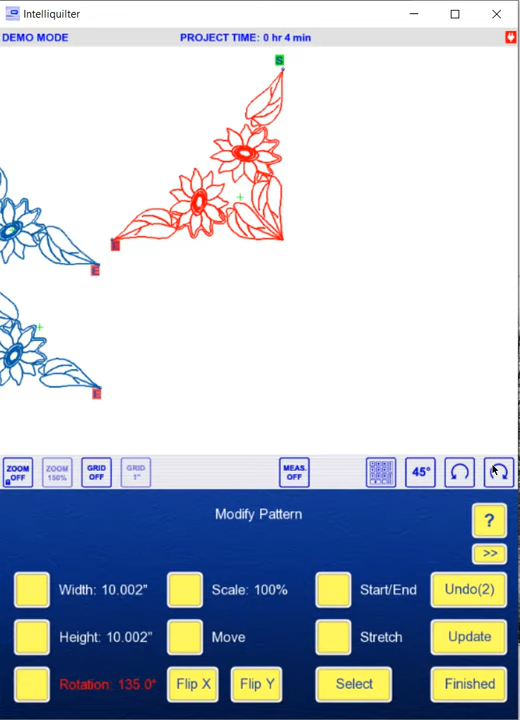 Intelliquilter
DEMO MODE PROJECT TIME: 0 hr 4 min
S
E
E
E
ZOOM OFF ZOOM 150% GRID OFF GRID 1" MEAS. OFF 45°
Modify Pattern
?
>>
Width: 10.002" Scale: 100% Start/End Undo(2)
Height: 10.002" Move Stretch Update
Rotation: 135.0° Flip X Flip Y Select Finished